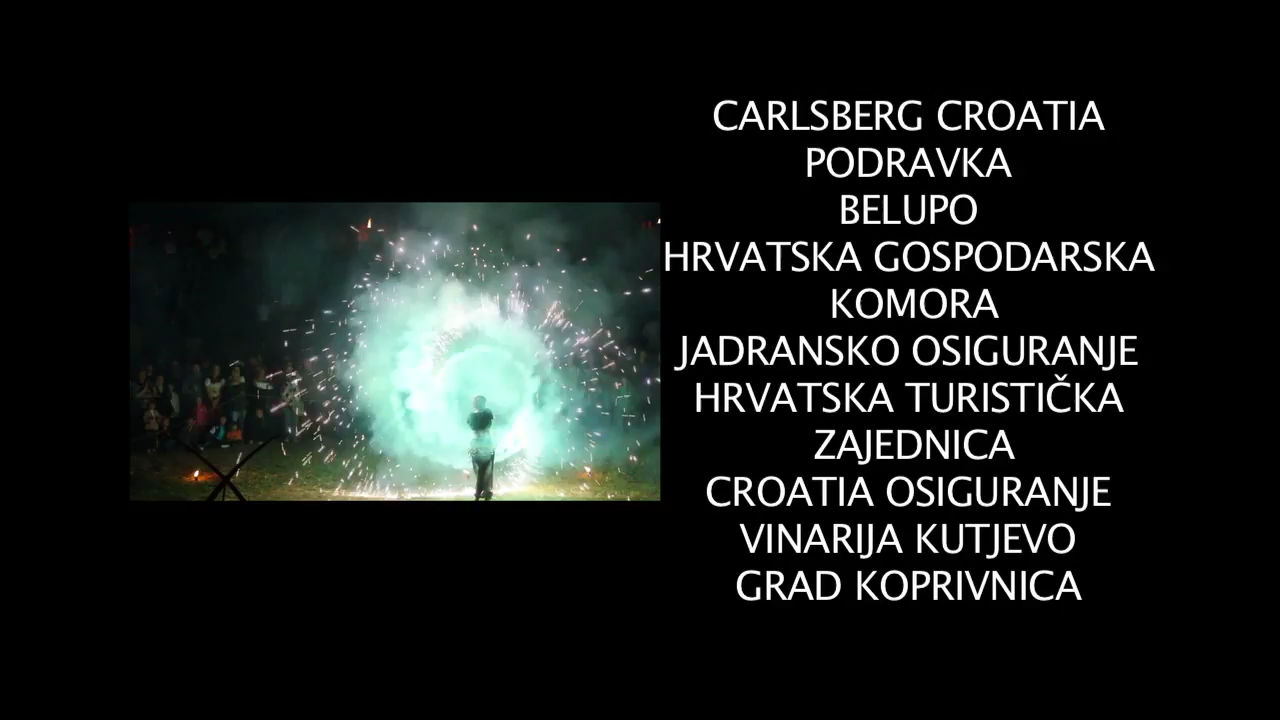 CARLSBERG CROATIA
PODRAVKA
BELUPO
HRVATSKA GOSPODARSKA
KOMORA
JADRANSKO OSIGURANJE
HRVATSKA TURISTIČKA
ZAJEDNICA
CROATIA OSIGURANJE
VINARIJA KUTJEVO
GRAD KOPRIVNICA